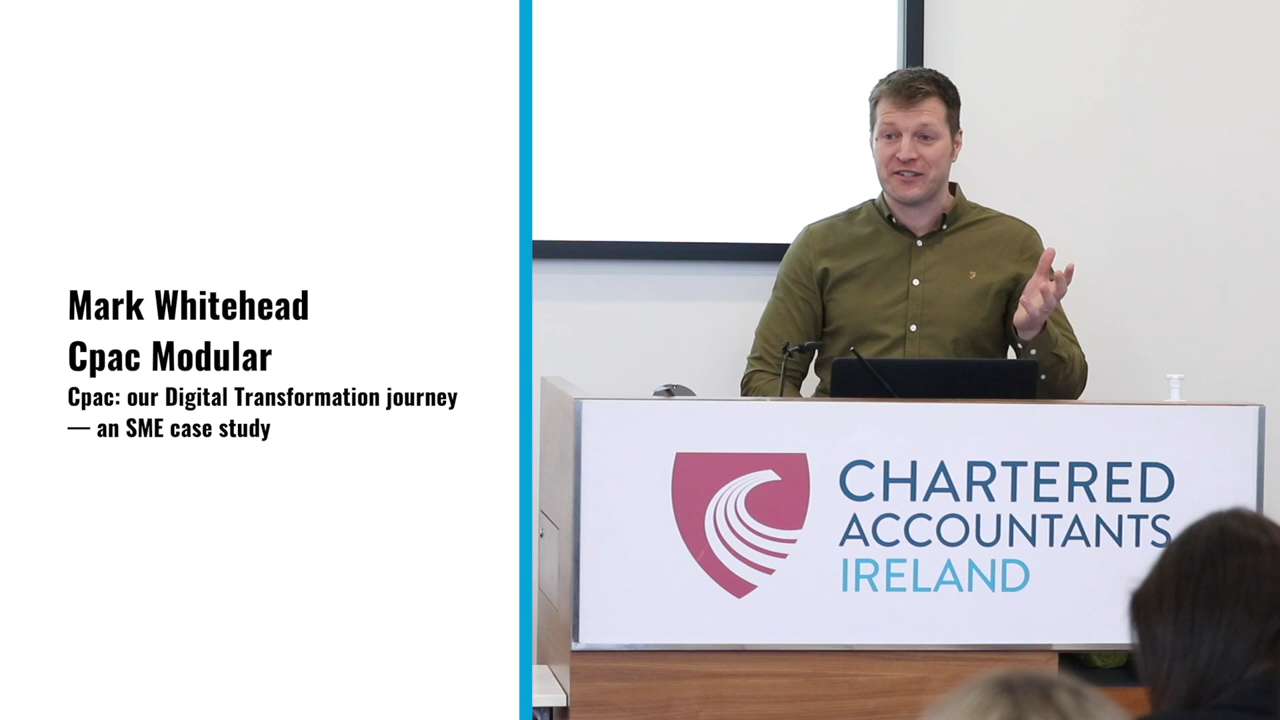 Mark Whitehead
Cpac Modular
Cpac: our Digital Transformation journey
— an SME case study
CHARTERED
ACCOUNTANTS
IRELAND